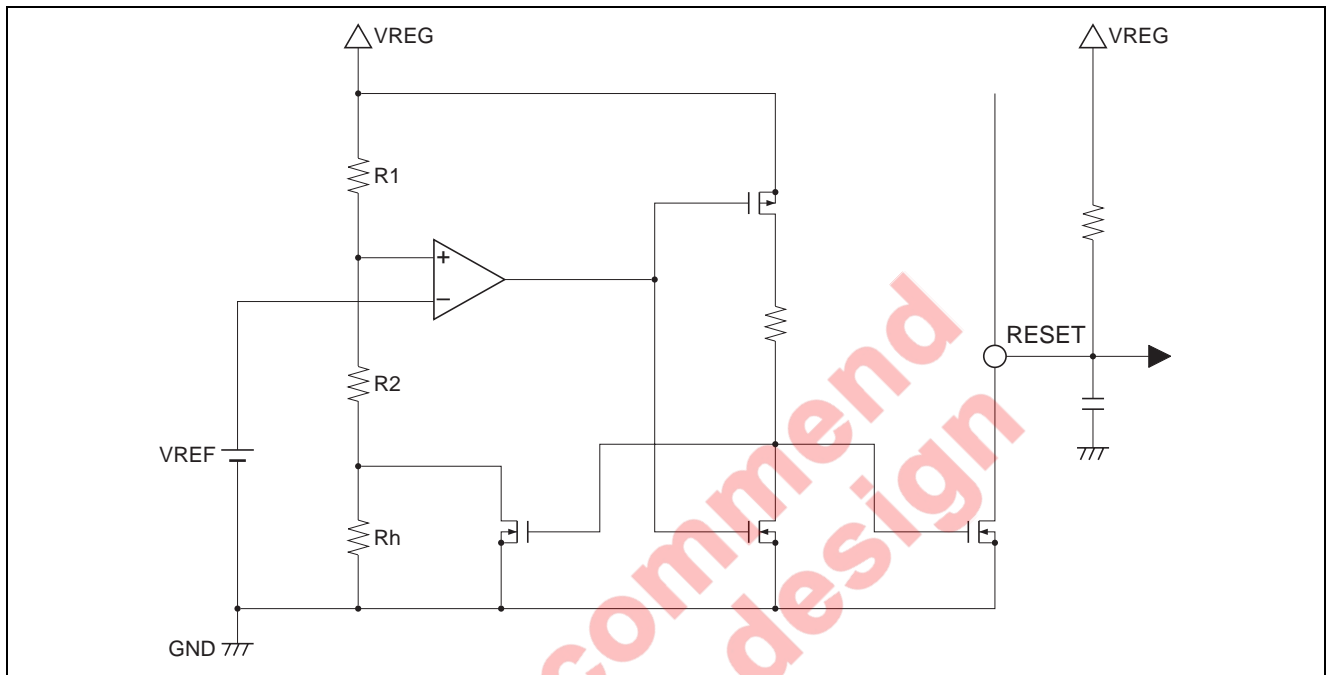 VREG
VREG
R1
+
−
RESET
R2
VREF
Rh
GND
commend
design